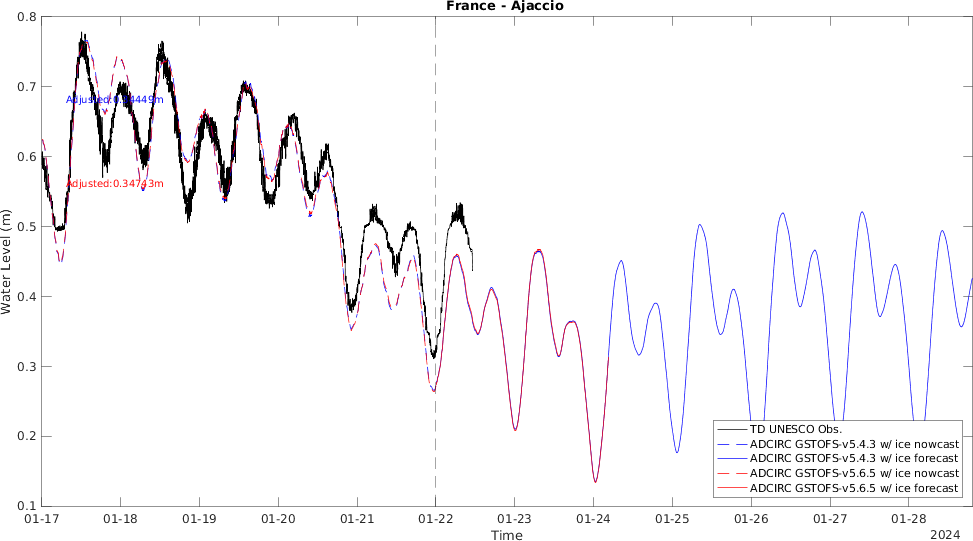 France - Ajaccio
0.8
0.7
0.6
0.5
0.4
0.3
0.2
0.1
Water Level (m)
Adjusted:0.34743m
TD UNESCO Obs.
ADCIRC GSTOFS-v5.4.3 w/ ice nowcast
ADCIRC GSTOFS-v5.4.3 w/ ice forecast
ADCIRC GSTOFS-v5.6.5 w/ ice nowcast
ADCIRC GSTOFS-v5.6.5 w/ ice forecast
01-17 01-18 01-19 01-20 01-21 01-22 01-23 01-24 01-25 01-26 01-27 01-28
Time
2024